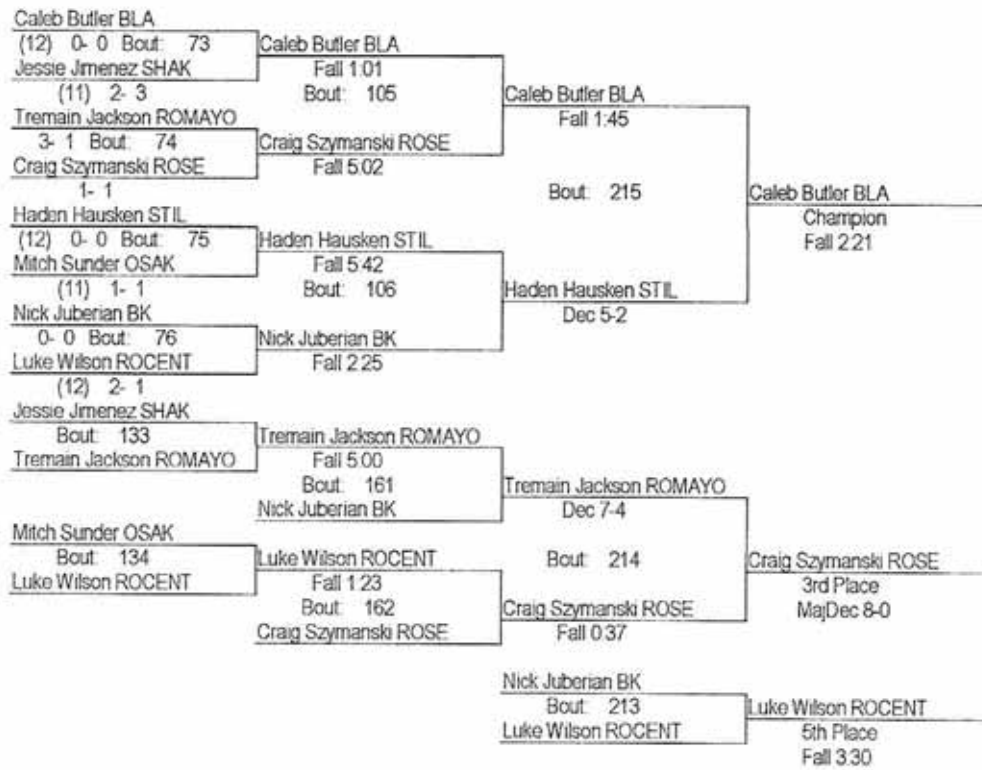 Caleb Butler BLA
(12) 0- 0 Bout: 73
Jessie Jimenez SHAK
(11) 2- 3
Tremain Jackson ROMAYO
3- 1 Bout: 74
Craig Szymanski ROSE
1- 1
Haden Hausken STIL
(12) 0- 0 Bout: 75
Mitch Sunder OSAK
(11) 1- 1
Nick Juberian BK
0- 0 Bout: 76
Luke Wilson ROCENT
(12) 2- 1
Caleb Butler BLA
Fall 1:01
Bout: 105
Craig Szymanski ROSE
Fall 5:02
Haden Hausken STIL
Fall 5:42
Bout: 106
Nick Juberian BK
Fall 2:25
Caleb Butler BLA
Fall 1:45
Bout: 215
Haden Hausken STIL
Dec 5-2
Caleb Butler BLA
Champion
Fall 2:21
Jessie Jimenez SHAK
Bout: 133
Tremain Jackson ROMAYO
Mitch Sunder OSAK
Bout: 134
Luke Wilson ROCENT
Tremain Jackson ROMAYO
Fall 5:00
Bout: 161
Nick Juberian BK
Luke Wilson ROCENT
Fall 1:23
Bout: 162
Craig Szymanski ROSE
Tremain Jackson ROMAYO
Dec 7-4
Bout: 214
Craig Szymanski ROSE
Fall 0:37
Craig Szymanski ROSE
3rd Place
MajDec 8-0
Nick Juberian BK
Bout: 213
Luke Wilson ROCENT
Luke Wilson ROCENT
5th Place
Fall 3:30